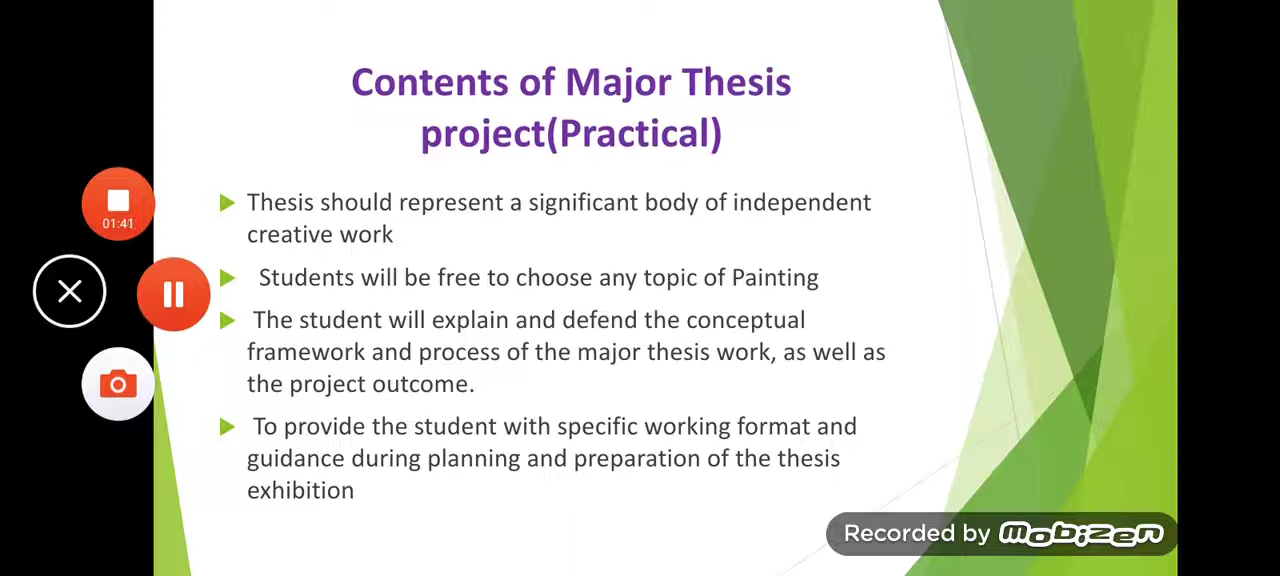 Contents of Major Thesis
project(Practical)
Thesis should represent a significant body of independent
creative work
Students will be free to choose any topic of Painting
The student will explain and defend the conceptual
framework and process of the major thesis work, as well as
the project outcome.
To provide the student with specific working format and
guidance during planning and preparation of the thesis
exhibition
01:41
Recorded by mobizen